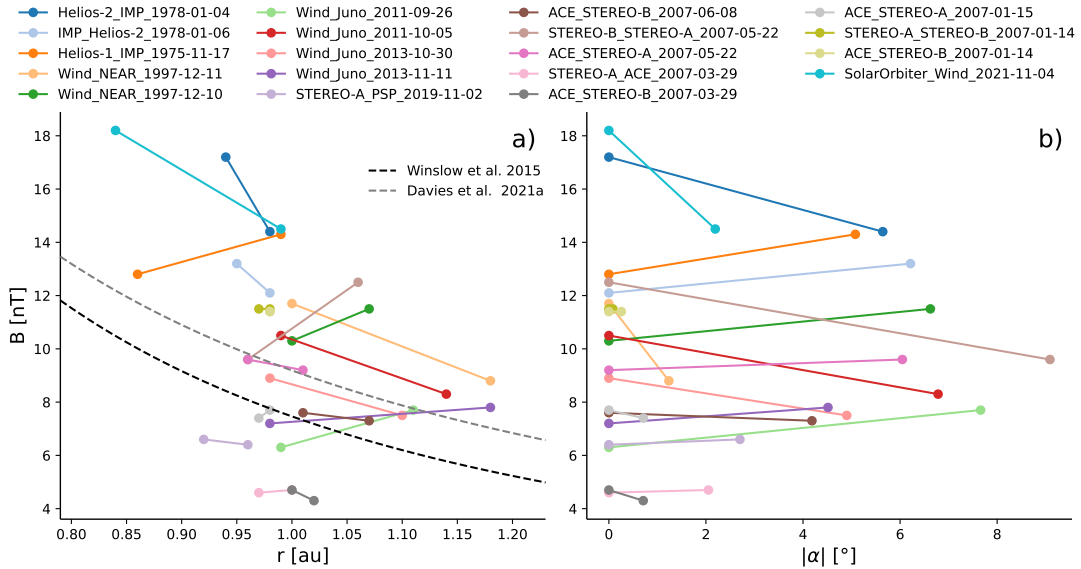 Helios-2_IMP_1978-01-04
IMP_Helios-2_1978-01-06
Helios-1_IMP_1975-11-17
Wind_NEAR_1997-12-11
Wind_NEAR_1997-12-10
Wind_Juno_2011-09-26
Wind_Juno_2011-10-05
Wind_Juno_2013-10-30
Wind_Juno_2013-11-11
STEREO-A_PSP_2019-11-02
ACE_STEREO-B_2007-06-08
STEREO-B_STEREO-A_2007-05-22
ACE_STEREO-A_2007-05-22
STEREO-A_ACE_2007-03-29
ACE_STEREO-B_2007-03-29
ACE_STEREO-A_2007-01-15
STEREO-A_STEREO-B_2007-01-14
ACE_STEREO-B_2007-01-14
SolarOrbiter_Wind_2021-11-04
a)
Winslow et al. 2015
Davies et al. 2021a
B [nT]
18
16
14
12
10
8
6
4
0.80 0.85 0.90 0.95 1.00 1.05 1.10 1.15 1.20
r [au]
b)
18
16
14
12
10
8
6
4
0 2 4 6 8
|α| [°]